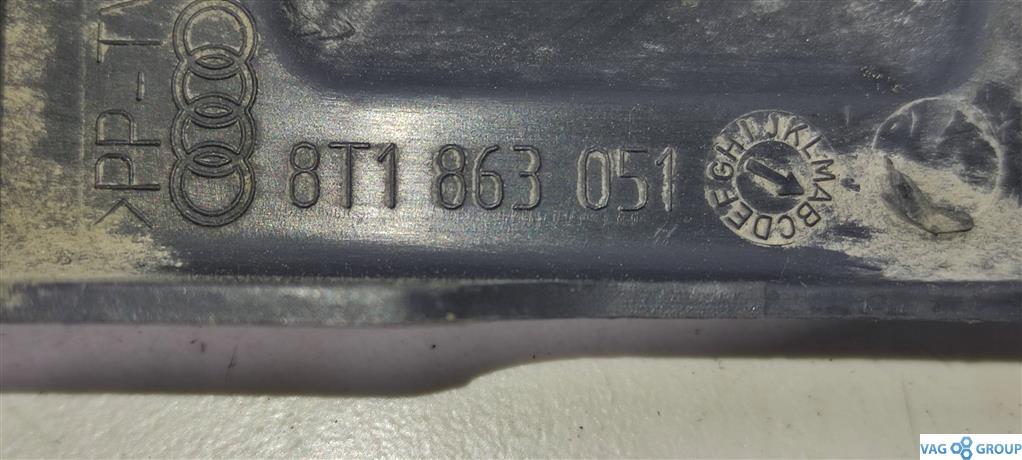 >PP-T
8T1 863 051
ABCDEFGHIJKLM
VAG GROUP